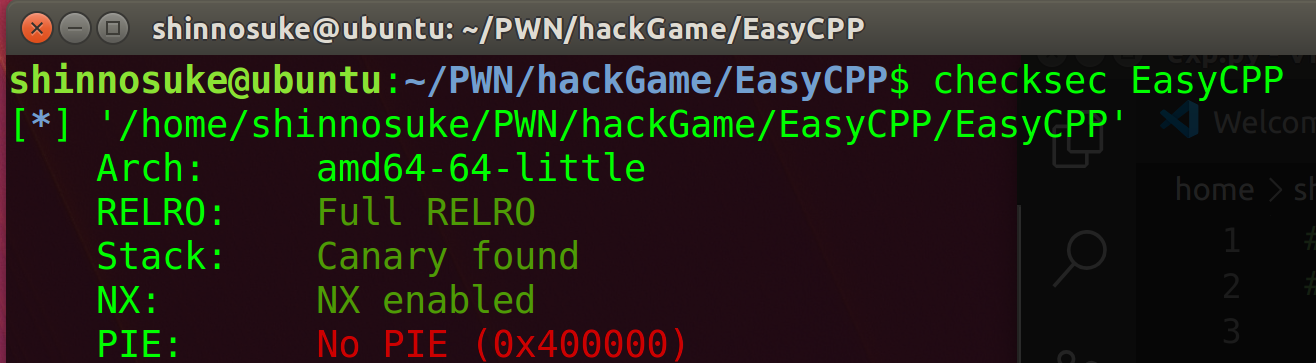 shinnosuke@ubuntu: ~/PWN/hackGame/EasyCPP
shinnosuke@ubuntu:~/PWN/hackGame/EasyCPP$ checksec EasyCPP
[*] '/home/shinnosuke/PWN/hackGame/EasyCPP/EasyCPP'
Arch: amd64-64-little
RELRO: Full RELRO
Stack: Canary found
NX: NX enabled
PIE: No PIE (0x400000)
Welcom
home > sh
1 #
2 #
3